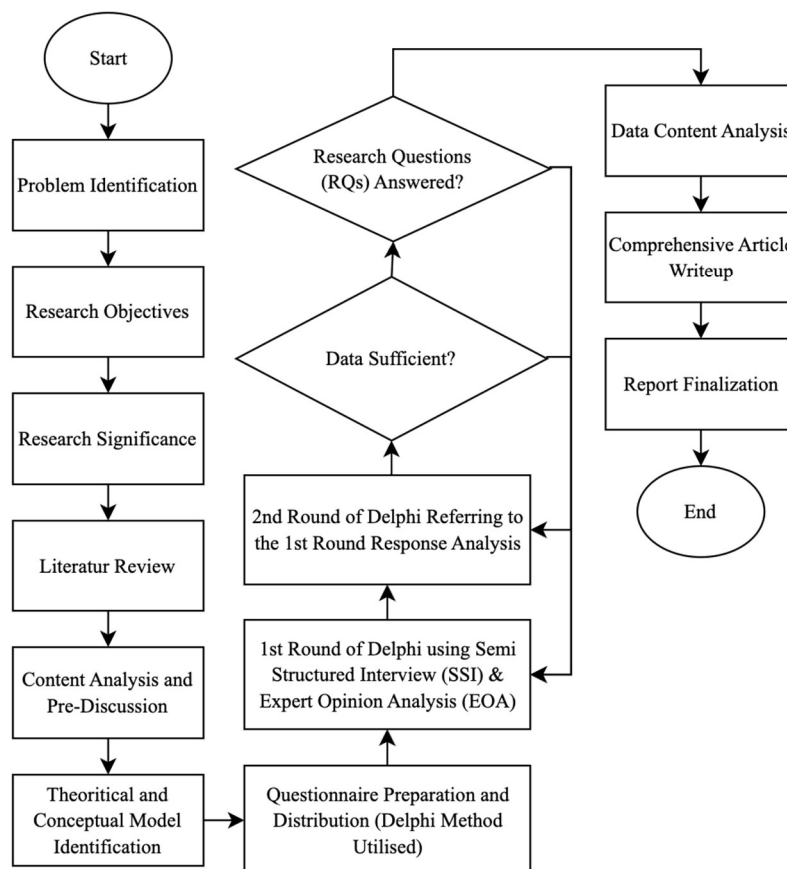 Start
Problem Identification
Research Objectives
Research Significance
Literatur Review
Content Analysis and
Pre-Discussion
Theoritical and
Conceptual Model
Identification
Questionnaire Preparation and
Distribution (Delphi Method
Utilised)
1st Round of Delphi using Semi
Structured Interview (SSI) &
Expert Opinion Analysis (EOA)
2nd Round of Delphi Referring to
the 1st Round Response Analysis
Data Sufficient?
Research Questions
(RQs) Answered?
Data Content Analysis
Comprehensive Article
Writeup
Report Finalization
End